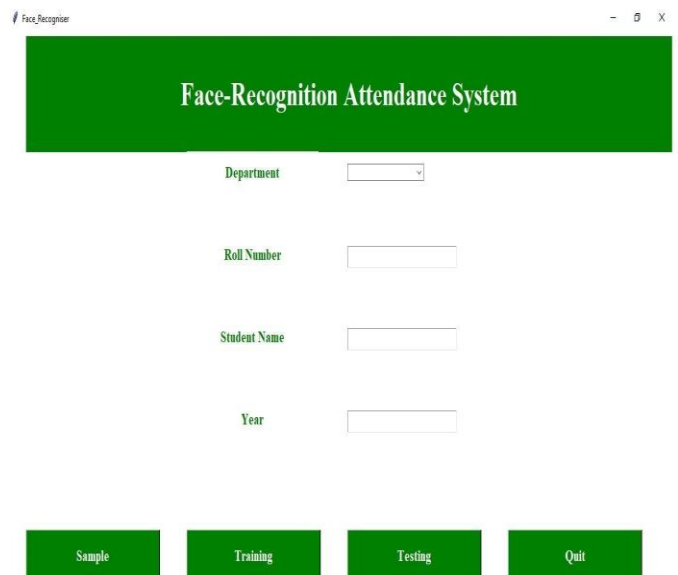 Face_Recogniser
Face-Recognition Attendance System
Department
Roll Number
Student Name
Year
Sample Training Testing Quit